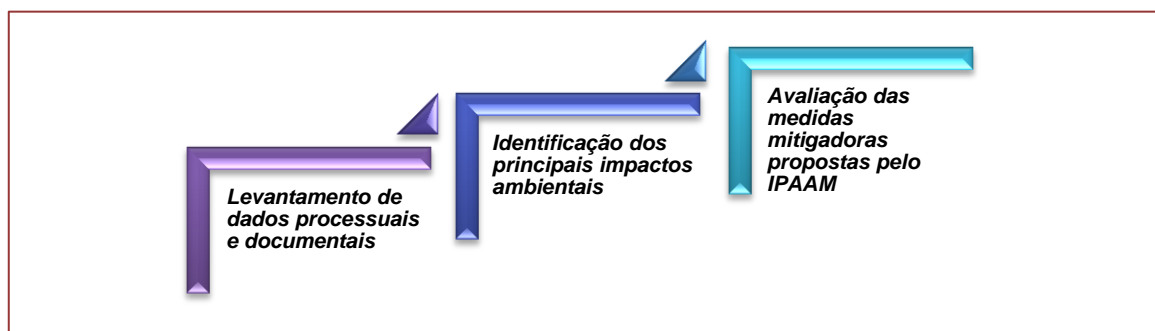 Levantamento de
dados processuais
e documentais
Identificação dos
principais impactos
ambientais
Avaliação das
medidas
mitigadoras
propostas pelo
IPAAM